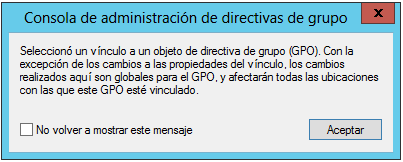 Consola de administración de directivas de grupo
x
Seleccionó un vínculo a un objeto de directiva de grupo (GPO). Con la
excepción de los cambios a las propiedades del vínculo, los cambios
realizados aquí son globales para el GPO, y afectarán todas las ubicaciones
con las que este GPO esté vinculado.
No volver a mostrar este mensaje
Aceptar